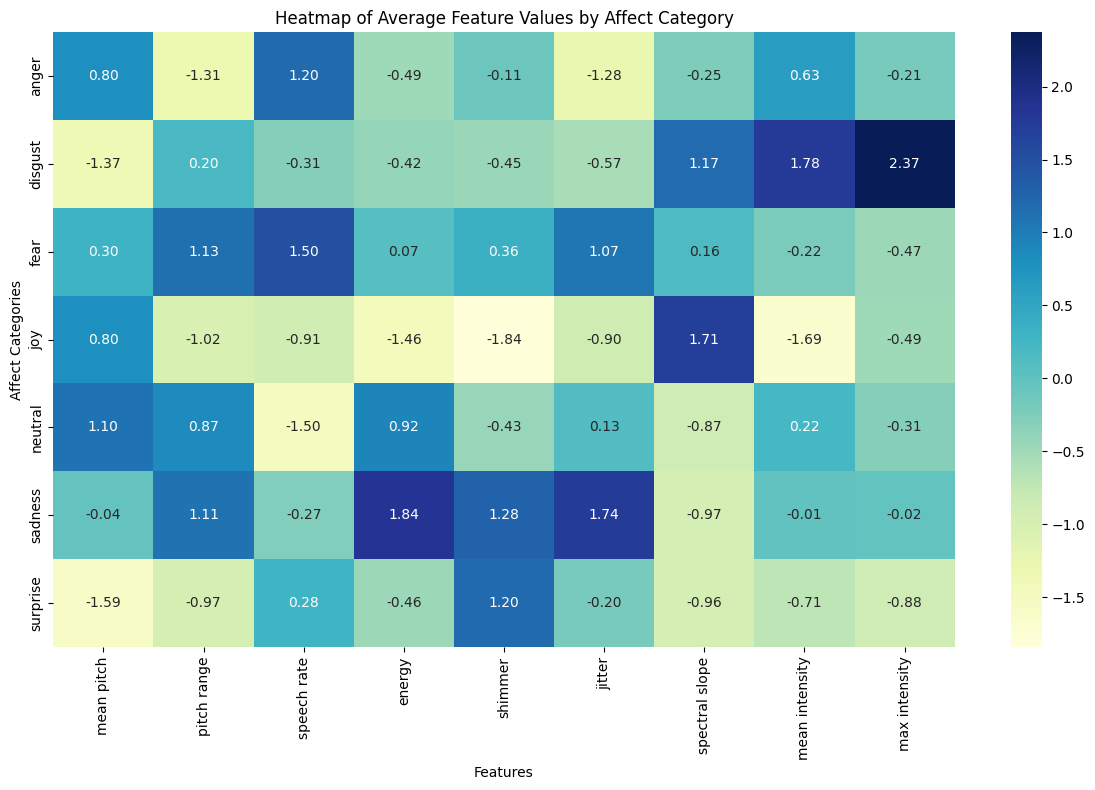 Heatmap of Average Feature Values by Affect Category
Affect Categories
anger 0.80 -1.31 1.20 -0.49 -0.11 -1.28 -0.25 0.63 -0.21
disgust -1.37 0.20 -0.31 -0.42 -0.45 -0.57 1.17 1.78 2.37
fear 0.30 1.13 1.50 0.07 0.36 1.07 0.16 -0.22 -0.47
joy 0.80 -1.02 -0.91 -1.46 -1.84 -0.90 1.71 -1.69 -0.49
neutral 1.10 0.87 -1.50 0.92 -0.43 0.13 -0.87 0.22 -0.31
sadness -0.04 1.11 -0.27 1.84 1.28 1.74 -0.97 -0.01 -0.02
surprise -1.59 -0.97 0.28 -0.46 1.20 -0.20 -0.96 -0.71 -0.88
mean pitch
pitch range
speech rate
energy
shimmer
jitter
spectral slope
mean intensity
max intensity
Features
2.0
1.5
1.0
0.5
0.0
−0.5
−1.0
−1.5